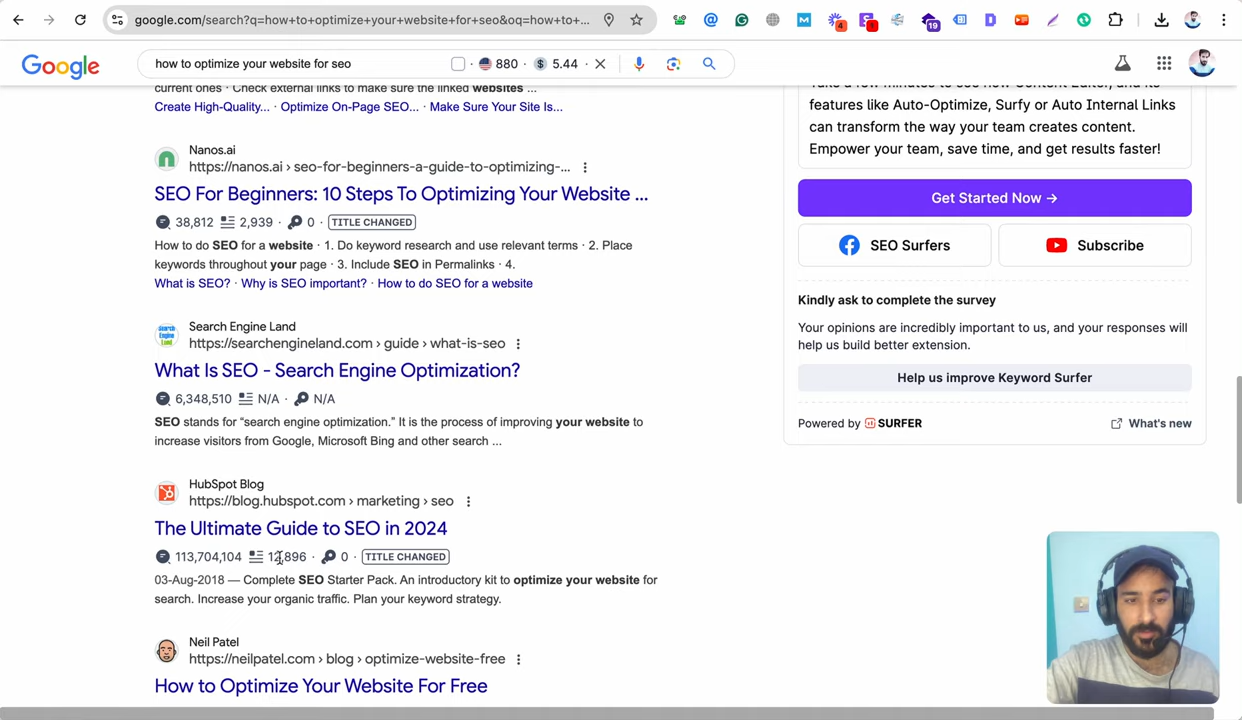 google.com/search?q=how+to+optimize+your+website+for+seo&oq=how+to+...
4
1
19
Google
how to optimize your website for seo
880 · $ 5.44
current ones · Check external links to make sure the linked websites ...
Create High-Quality... · Optimize On-Page SEO... · Make Sure Your Site Is...
Nanos.ai
https://nanos.ai › seo-for-beginners-a-guide-to-optimizing-...
SEO For Beginners: 10 Steps To Optimizing Your Website ...
38,812 2,939 · 0 TITLE CHANGED
How to do SEO for a website · 1. Do keyword research and use relevant terms · 2. Place
keywords throughout your page · 3. Include SEO in Permalinks · 4.
What is SEO? · Why is SEO important? · How to do SEO for a website
Search Engine Land
https://searchengineland.com › guide › what-is-seo
What Is SEO - Search Engine Optimization?
6,348,510 N/A · N/A
SEO stands for “search engine optimization.” It is the process of improving your website to
increase visitors from Google, Microsoft Bing and other search ...
HubSpot Blog
https://blog.hubspot.com › marketing › seo
The Ultimate Guide to SEO in 2024
113,704,104 · 0 TITLE CHANGED
03-Aug-2018 — Complete SEO Starter Pack. An introductory kit to optimize your website for
search. Increase your organic traffic. Plan your keyword strategy.
Neil Patel
https://neilpatel.com › blog › optimize-website-free
How to Optimize Your Website For Free
features like Auto-Optimize, Surfy or Auto Internal Links
can transform the way your team creates content.
Empower your team, save time, and get results faster!
Get Started Now →
SEO Surfers
Subscribe
Kindly ask to complete the survey
Your opinions are incredibly important to us, and your responses will
help us build better extension.
Help us improve Keyword Surfer
Powered by SURFER
What's new